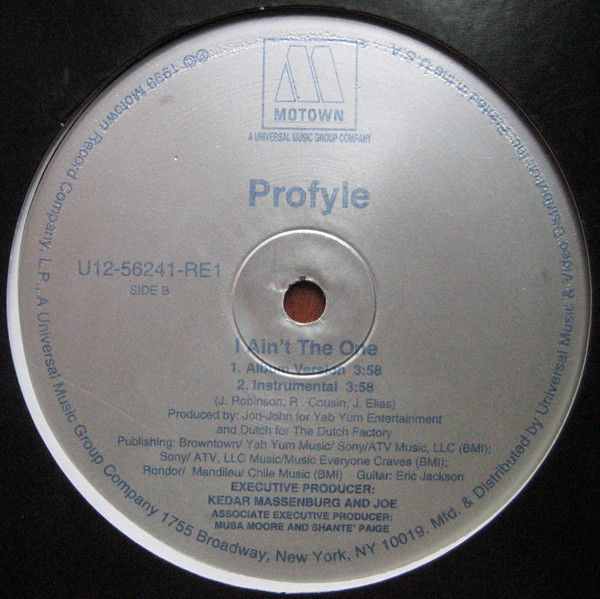 MOTOWN
A UNIVERSAL MUSIC GROUP COMPANY
Profyle
U12-56241-RE1
SIDE B
I Ain't The One
1. Album Version 3:58
2. Instrumental 3:58
(J. Robinson, R. Cousin, J. Elias)
Produced by: Jon-John for Yab Yum Entertainment
and Dutch for The Dutch Factory
Publishing: Browntown/ Yab Yum Music/ Sony/ATV Music, LLC (BMI);
Sony/ ATV, LLC Music/Music Everyone Craves (BMI);
Rondor/ Mandileu/ Chile Music (BMI) Guitar: Eric Jackson
EXECUTIVE PRODUCER:
KEDAR MASSENBURG AND JOE
ASSOCIATE EXECUTIVE PRODUCER:
MUSA MOORE AND SHANTE' PAIGE
℗© 1999 Motown Record Company, L.P., A Universal Music Group Company 1755 Broadway, New York, NY 10019. Mfd. & Distributed by Universal Music & Video Distribution, Inc. Printed in the U.S.A.